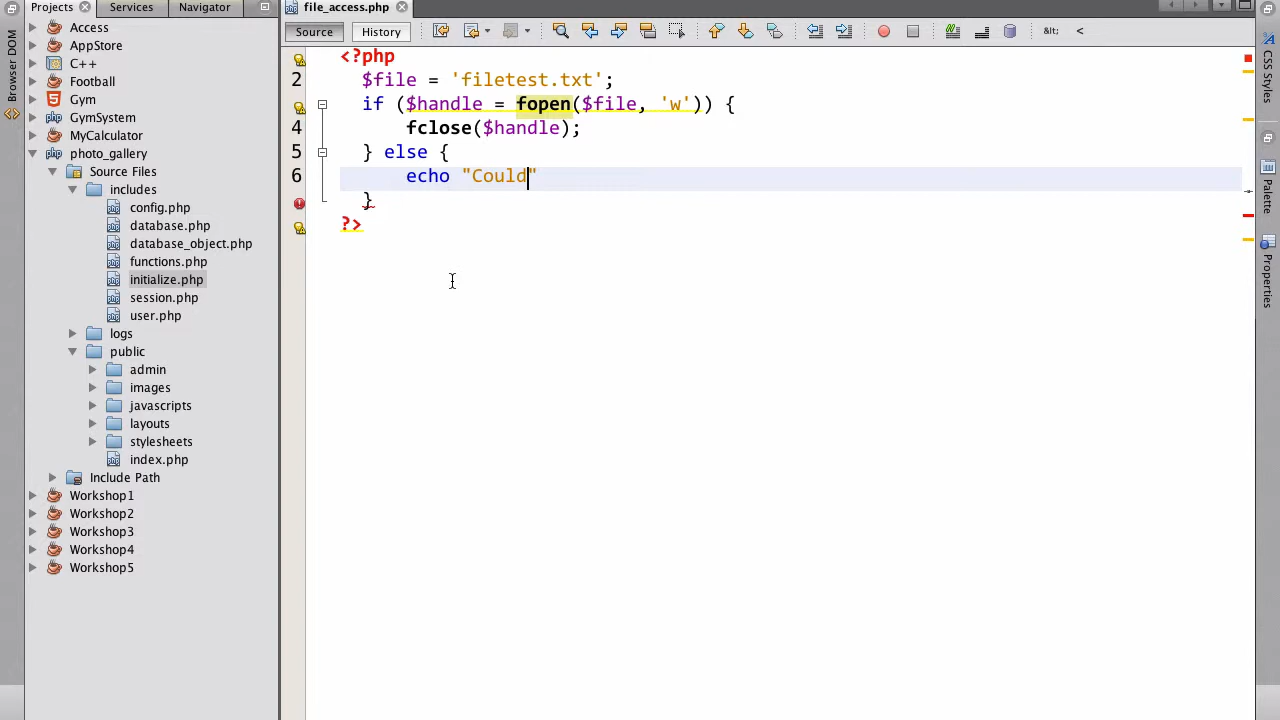 Projects
Services
Navigator
file_access.php
Source
History
&lt:
<
Browser DOM
Access
AppStore
C++
Football
Gym
GymSystem
MyCalculator
photo_gallery
Source Files
includes
config.php
database.php
database_object.php
functions.php
initialize.php
session.php
user.php
logs
public
admin
images
javascripts
layouts
stylesheets
index.php
Include Path
Workshop1
Workshop2
Workshop3
Workshop4
Workshop5
<?php
2 $file = 'filetest.txt';
if ($handle = fopen($file, 'w')) {
4 fclose($handle);
5 } else {
6 echo "Could"
}
?>
CSS Styles
Palette
Properties